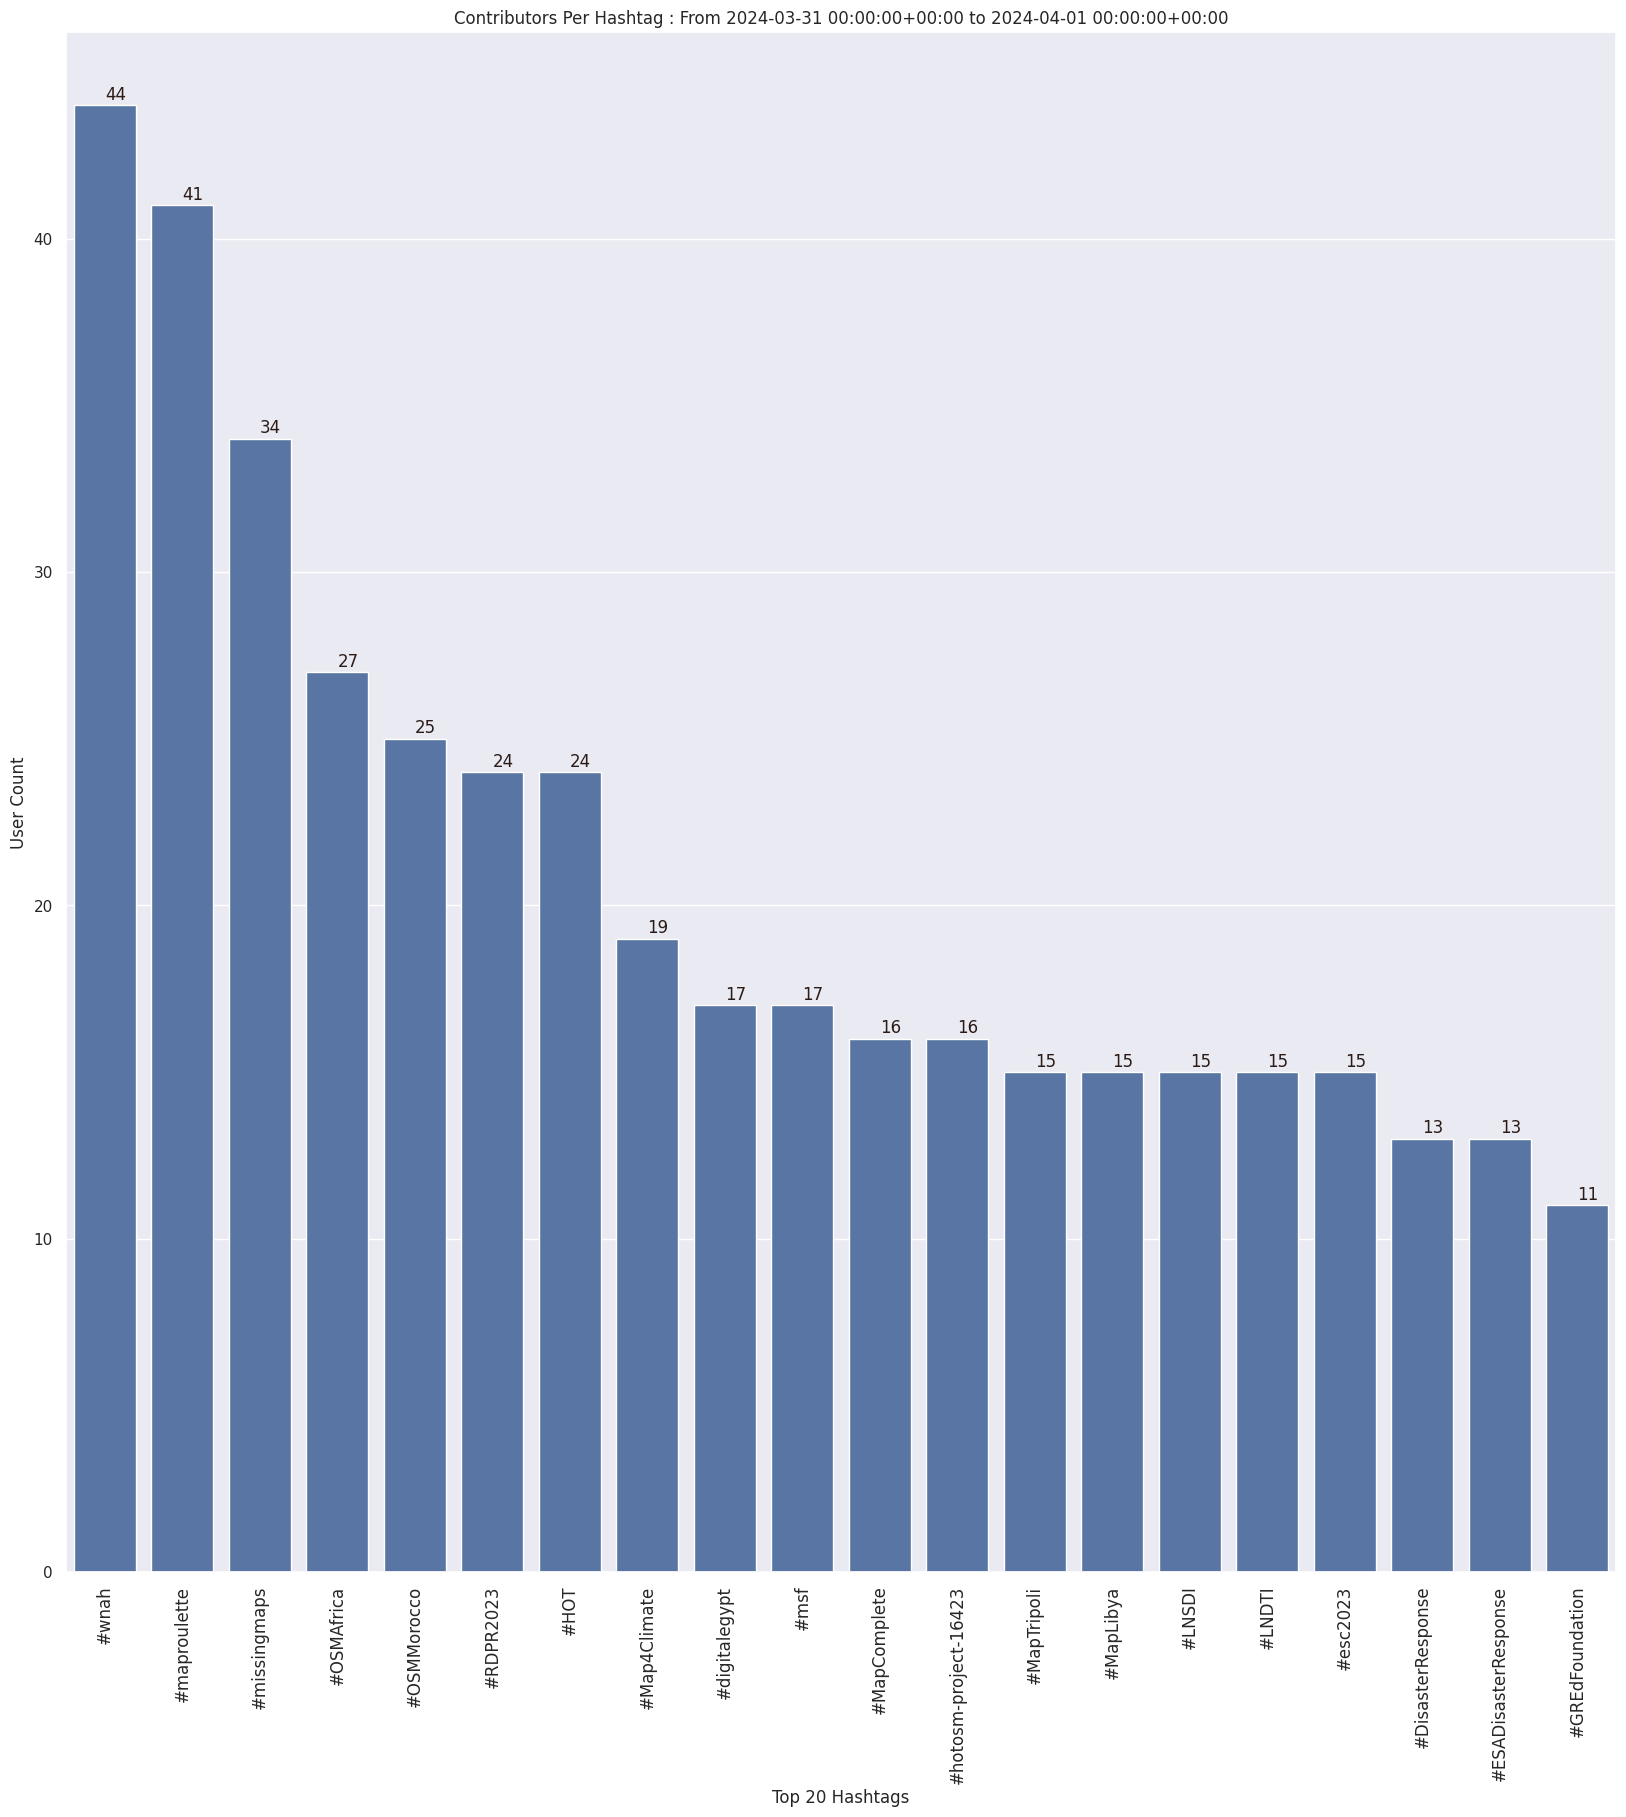 Contributors Per Hashtag : From 2024-03-31 00:00:00+00:00 to 2024-04-01 00:00:00+00:00
User Count
40
30
20
10
0
44
41
34
27
25
24
24
19
17
17
16
16
15
15
15
15
15
13
13
11
#wnah
#maproulette
#missingmaps
#OSMAfrica
#OSMMorocco
#RDPR2023
#HOT
#Map4Climate
#digitalegypt
#msf
#MapComplete
#hotosm-project-16423
#MapTripoli
#MapLibya
#LNSDI
#LNDTI
#esc2023
#DisasterResponse
#ESADisasterResponse
#GREdFoundation
Top 20 Hashtags